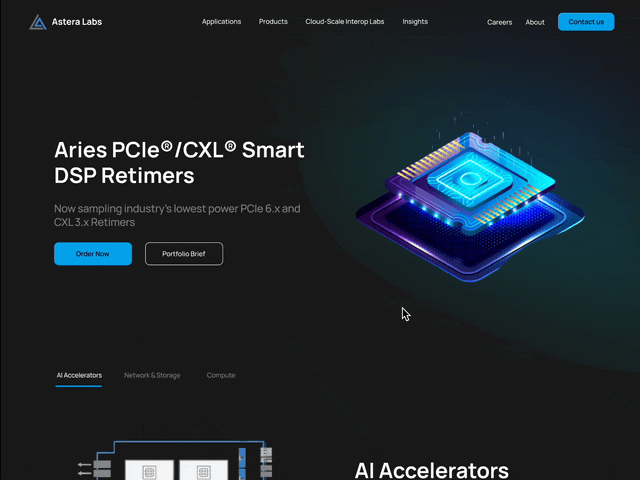 Astera Labs
Applications
Products
Cloud-Scale Interop Labs
Insights
Careers
About
Contact us
Aries PCIe®/CXL® Smart
DSP Retimers
Now sampling industry's lowest power PCIe 6.x and
CXL 3.x Retimers
Order Now
Portfolio Brief
AI Accelerators
Network & Storage
Compute
AI Accelerators